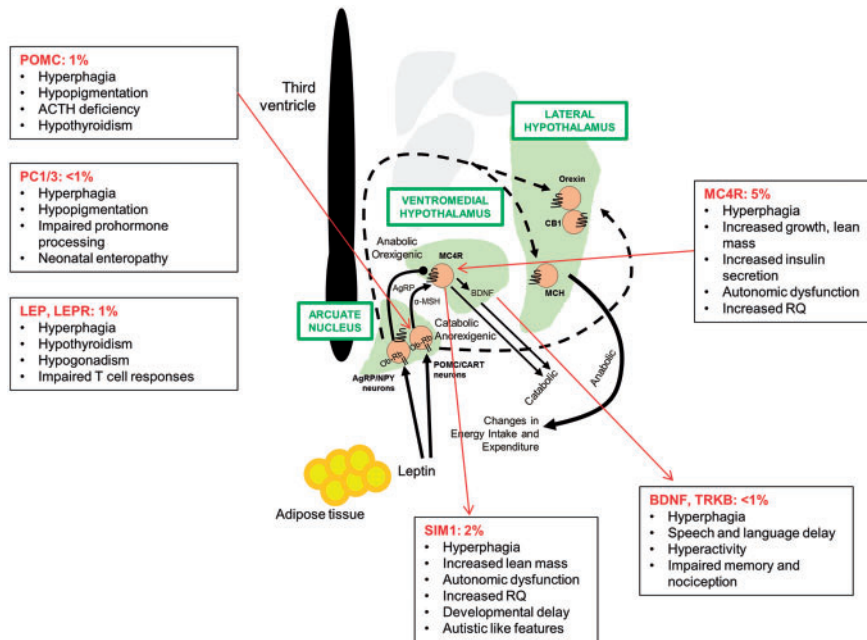 POMC: 1%
• Hyperphagia
• Hypopigmentation
• ACTH deficiency
• Hypothyroidism
PC1/3: <1%
• Hyperphagia
• Hypopigmentation
• Impaired prohormone
processing
• Neonatal enteropathy
LEP, LEPR: 1%
• Hyperphagia
• Hypothyroidism
• Hypogonadism
• Impaired T cell responses
Third
ventricle
LATERAL
HYPOTHALAMUS
Orexin
CB1
MCH
VENTROMEDIAL
HYPOTHALAMUS
MC4R
BDNF
Anabolic
Orexigenic
AgRP
α-MSH
ARCUATE
NUCLEUS
Catabolic
Anorexigenic
Ob-Rb
Ob-Rb
AgRP/NPY
neurons
POMC/CART
neurons
Catabolic
Anabolic
Changes in
Energy Intake and
Expenditure
Leptin
Adipose tissue
MC4R: 5%
• Hyperphagia
• Increased growth, lean
mass
• Increased insulin
secretion
• Autonomic dysfunction
• Increased RQ
SIM1: 2%
• Hyperphagia
• Increased lean mass
• Autonomic dysfunction
• Increased RQ
• Developmental delay
• Autistic like features
BDNF, TRKB: <1%
• Hyperphagia
• Speech and language delay
• Hyperactivity
• Impaired memory and
nociception